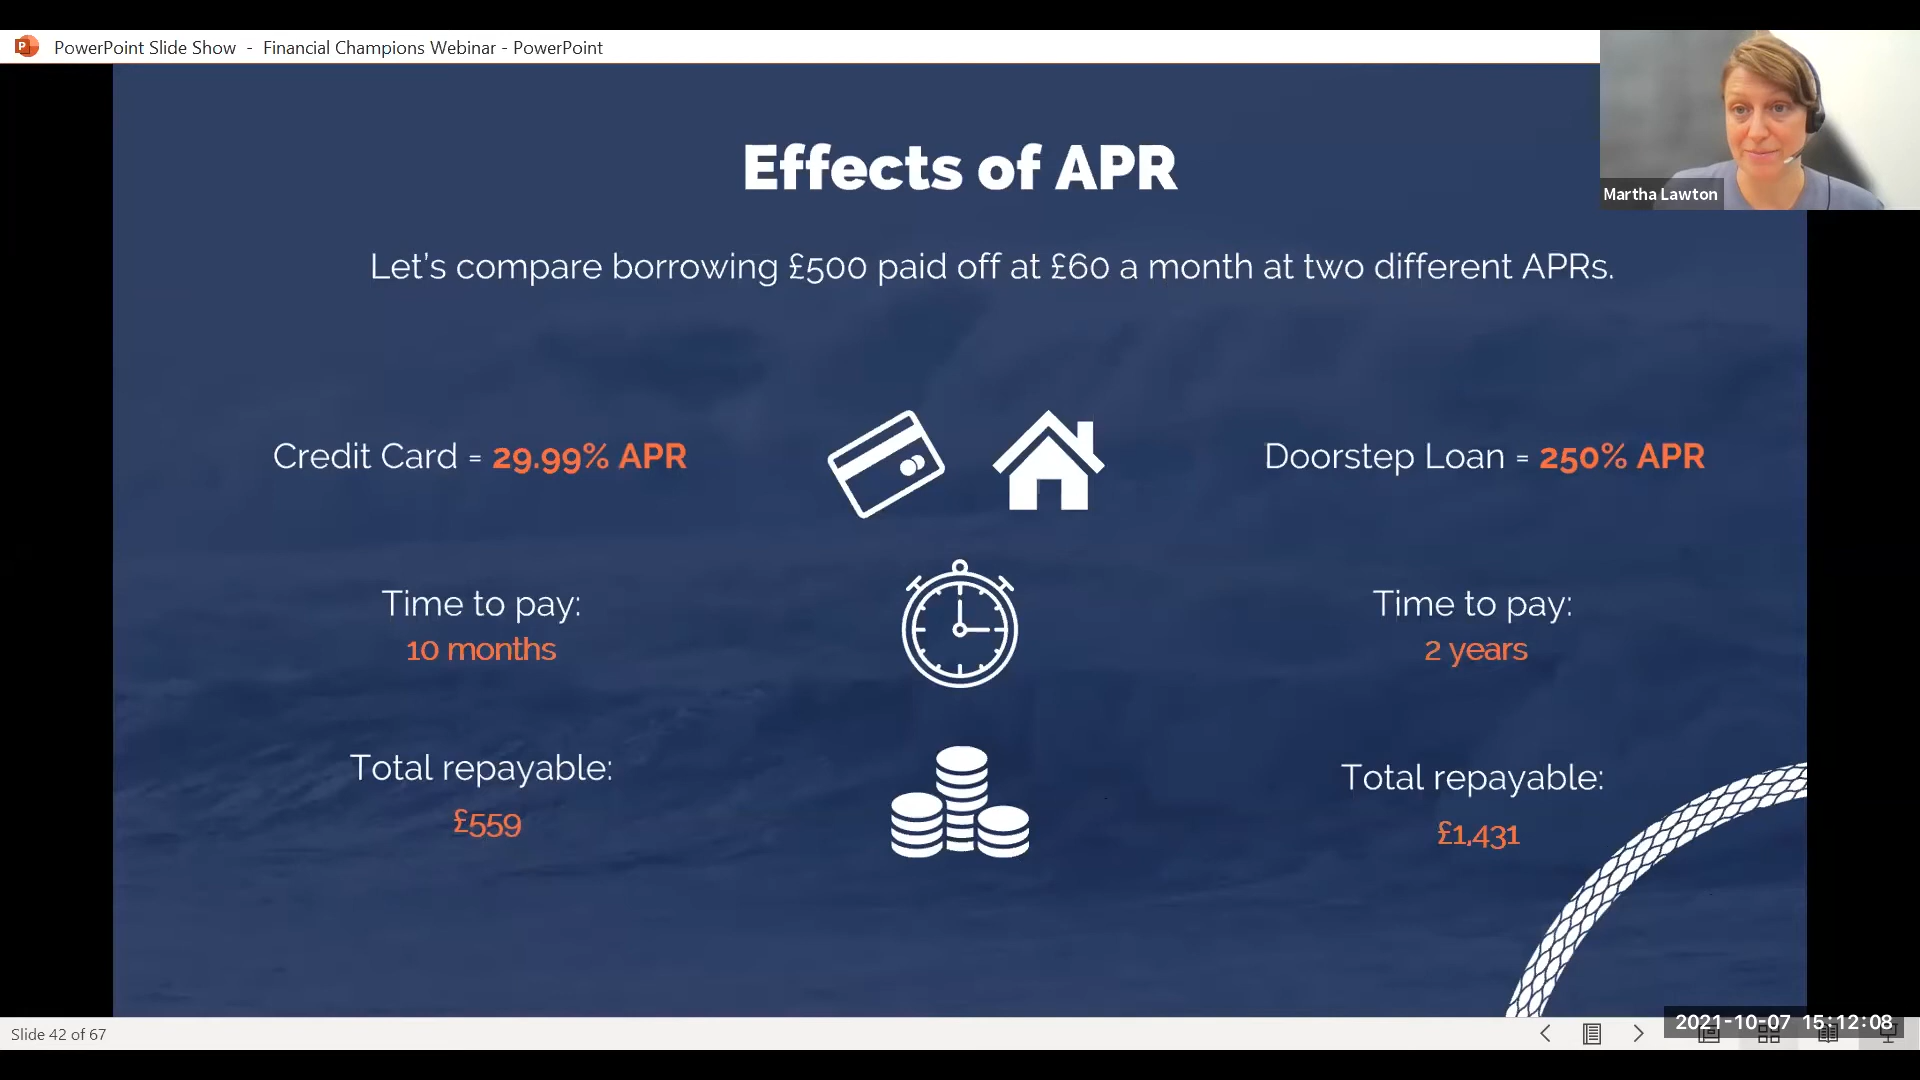 PowerPoint Slide Show - Financial Champions Webinar - PowerPoint
Martha Lawton
Effects of APR
Let's compare borrowing £500 paid off at £60 a month at two different APRs.
Credit Card = 29.99% APR
Doorstep Loan = 250% APR
Time to pay:
10 months
Time to pay:
2 years
Total repayable:
£559
Total repayable:
£1,431
Slide 42 of 67
2021-10-07 15:12:08